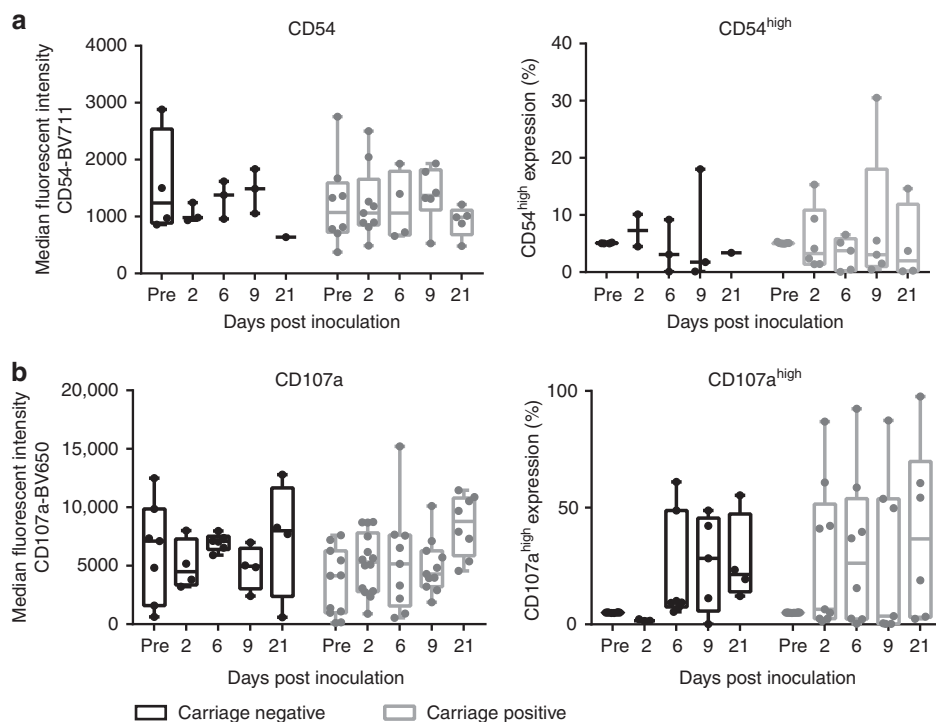 a
CD54
Median fluorescent intensity
CD54-BV711
4000
3000
2000
1000
0
Pre 2 6 9 21 Pre 2 6 9 21
Days post inoculation
CD54high
CD54high expression (%)
40
30
20
10
0
Pre 2 6 9 21 Pre 2 6 9 21
Days post inoculation
b
CD107a
Median fluorescent intensity
CD107a-BV650
20,000
15,000
10,000
5000
0
Pre 2 6 9 21 Pre 2 6 9 21
Days post inoculation
CD107ahigh
CD107ahigh expression (%)
100
50
0
Pre 2 6 9 21 Pre 2 6 9 21
Days post inoculation
Carriage negative Carriage positive